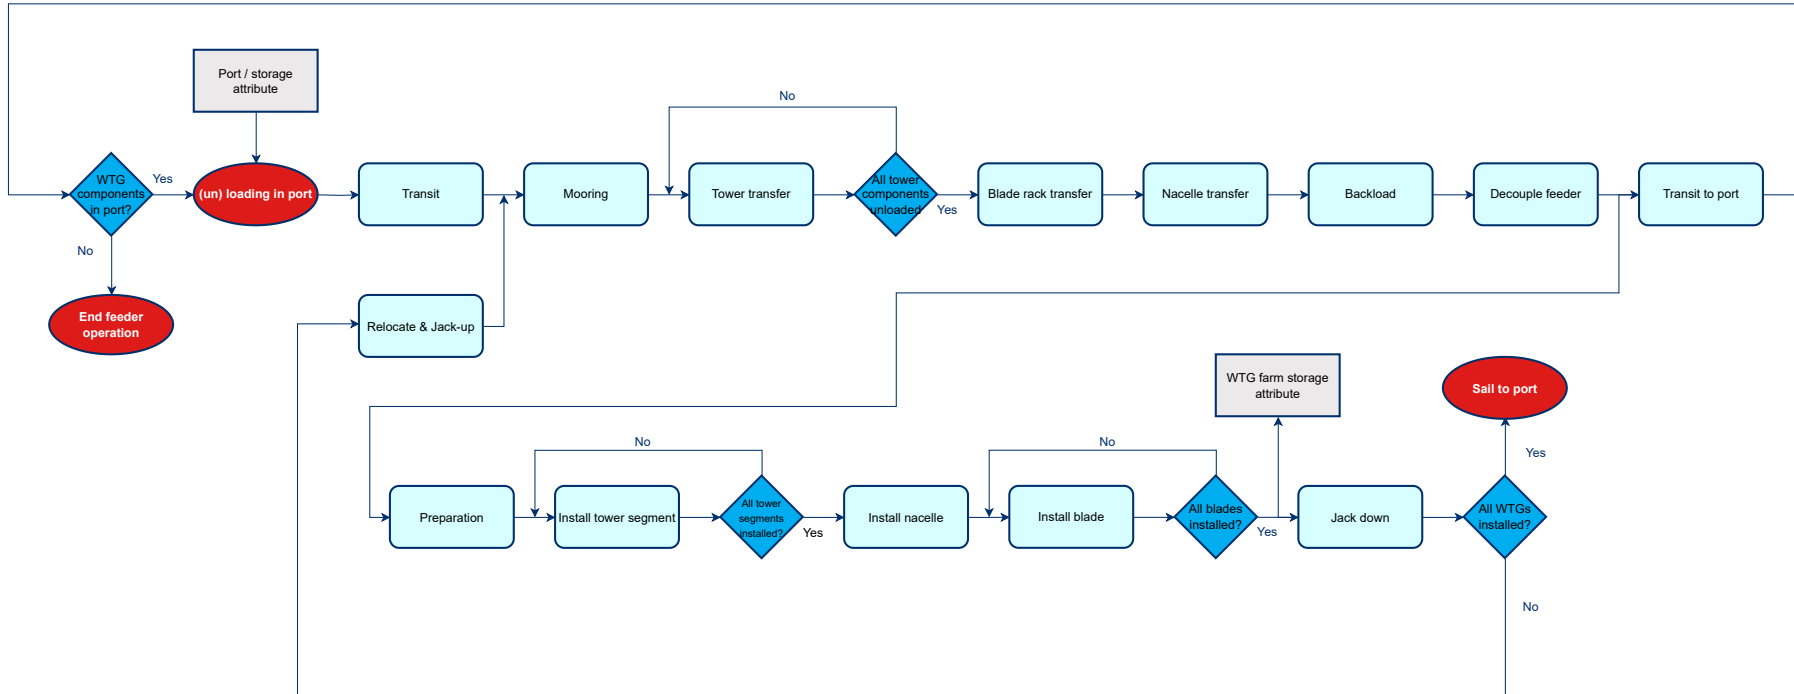 Port / storage
attribute
No
WTG
components
in port?
Yes
(un) loading in port
Transit
Mooring
Tower transfer
All tower
components
unloaded
Yes
Blade rack transfer
Nacelle transfer
Backload
Decouple feeder
Transit to port
No
End feeder
operation
Relocate & Jack-up
WTG farm storage
attribute
Sail to port
No
No
Yes
Preparation
Install tower segment
All tower
segments
installed?
Yes
Install nacelle
Install blade
All blades
installed?
Yes
Jack down
All WTGs
installed?
No